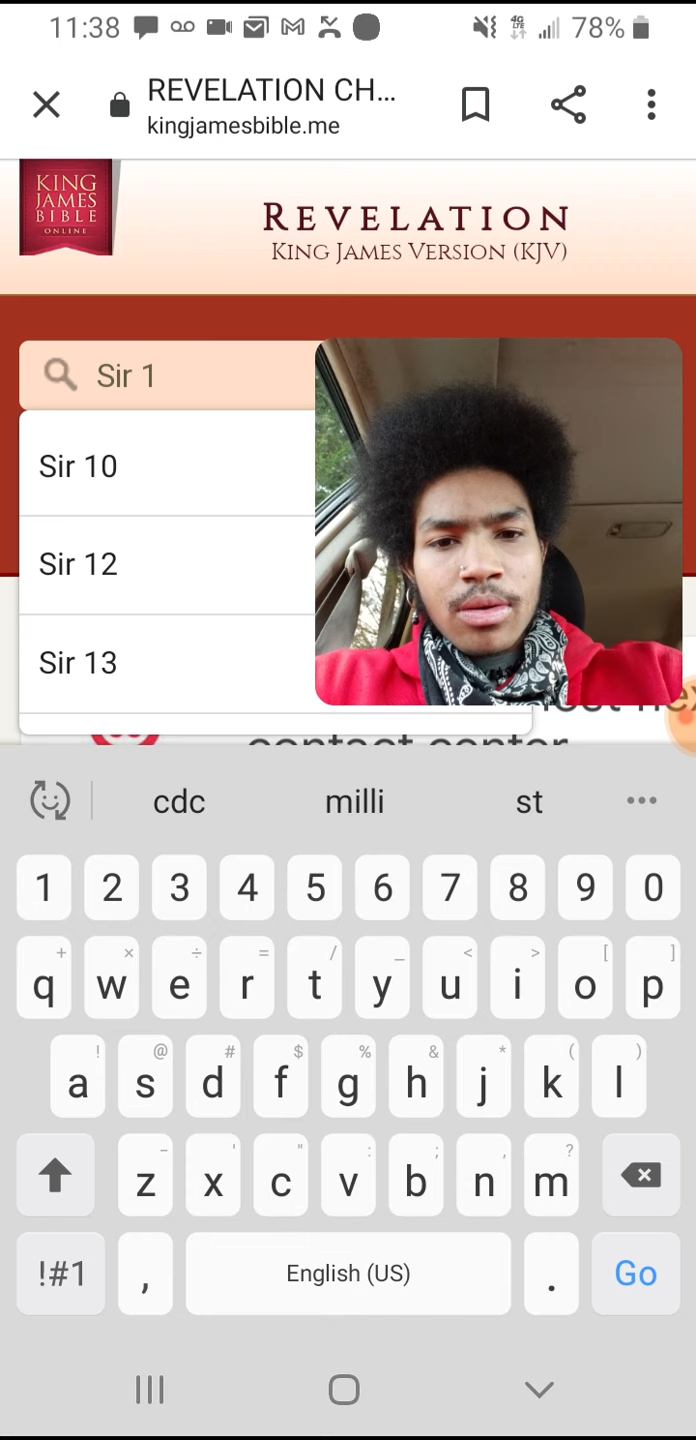 11:38 78%
4G LTE
REVELATION CH...
kingjamesbible.me
KING
JAMES
BIBLE
ONLINE
REVELATION
KING JAMES VERSION (KJV)
Sir 1
Sir 10
Sir 12
Sir 13
contact center
cdc milli st
1 2 3 4 5 6 7 8 9 0
+ × ÷ = / _ < > [ ]
q w e r t y u i o p
! @ # $ % & * ( )
a s d f g h j k l
- ' " : ; , ?
z x c v b n m
!#1 , English (US) . Go